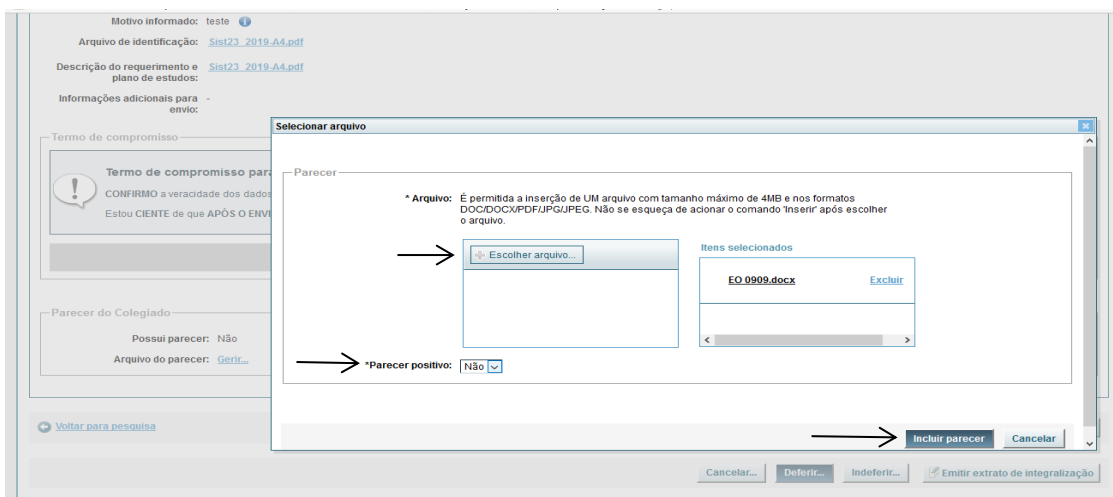 Motivo informado: teste
Arquivo de identificação: Sist23_2019-A4.pdf
Descrição do requerimento e Sist23_2019-A4.pdf
plano de estudos:
Informações adicionais para -
envio:
Termo de compromisso
Termo de compromisso para
CONFIRMO a veracidade dos dados
Estou CIENTE de que APÓS O ENVI
Parecer do Colegiado
Possui parecer: Não
Arquivo do parecer: Gerir...
Voltar para pesquisa
Selecionar arquivo
Parecer
* Arquivo: É permitida a inserção de UM arquivo com tamanho máximo de 4MB e nos formatos
DOC/DOCX/PDF/JPG/JPEG. Não se esqueça de acionar o comando 'Inserir' após escolher
o arquivo.
Escolher arquivo...
Itens selecionados
EO 0909.docx Excluir
*Parecer positivo: Não
Incluir parecer Cancelar
Cancelar... Deferir... Indeferir... Emitir extrato de integralização